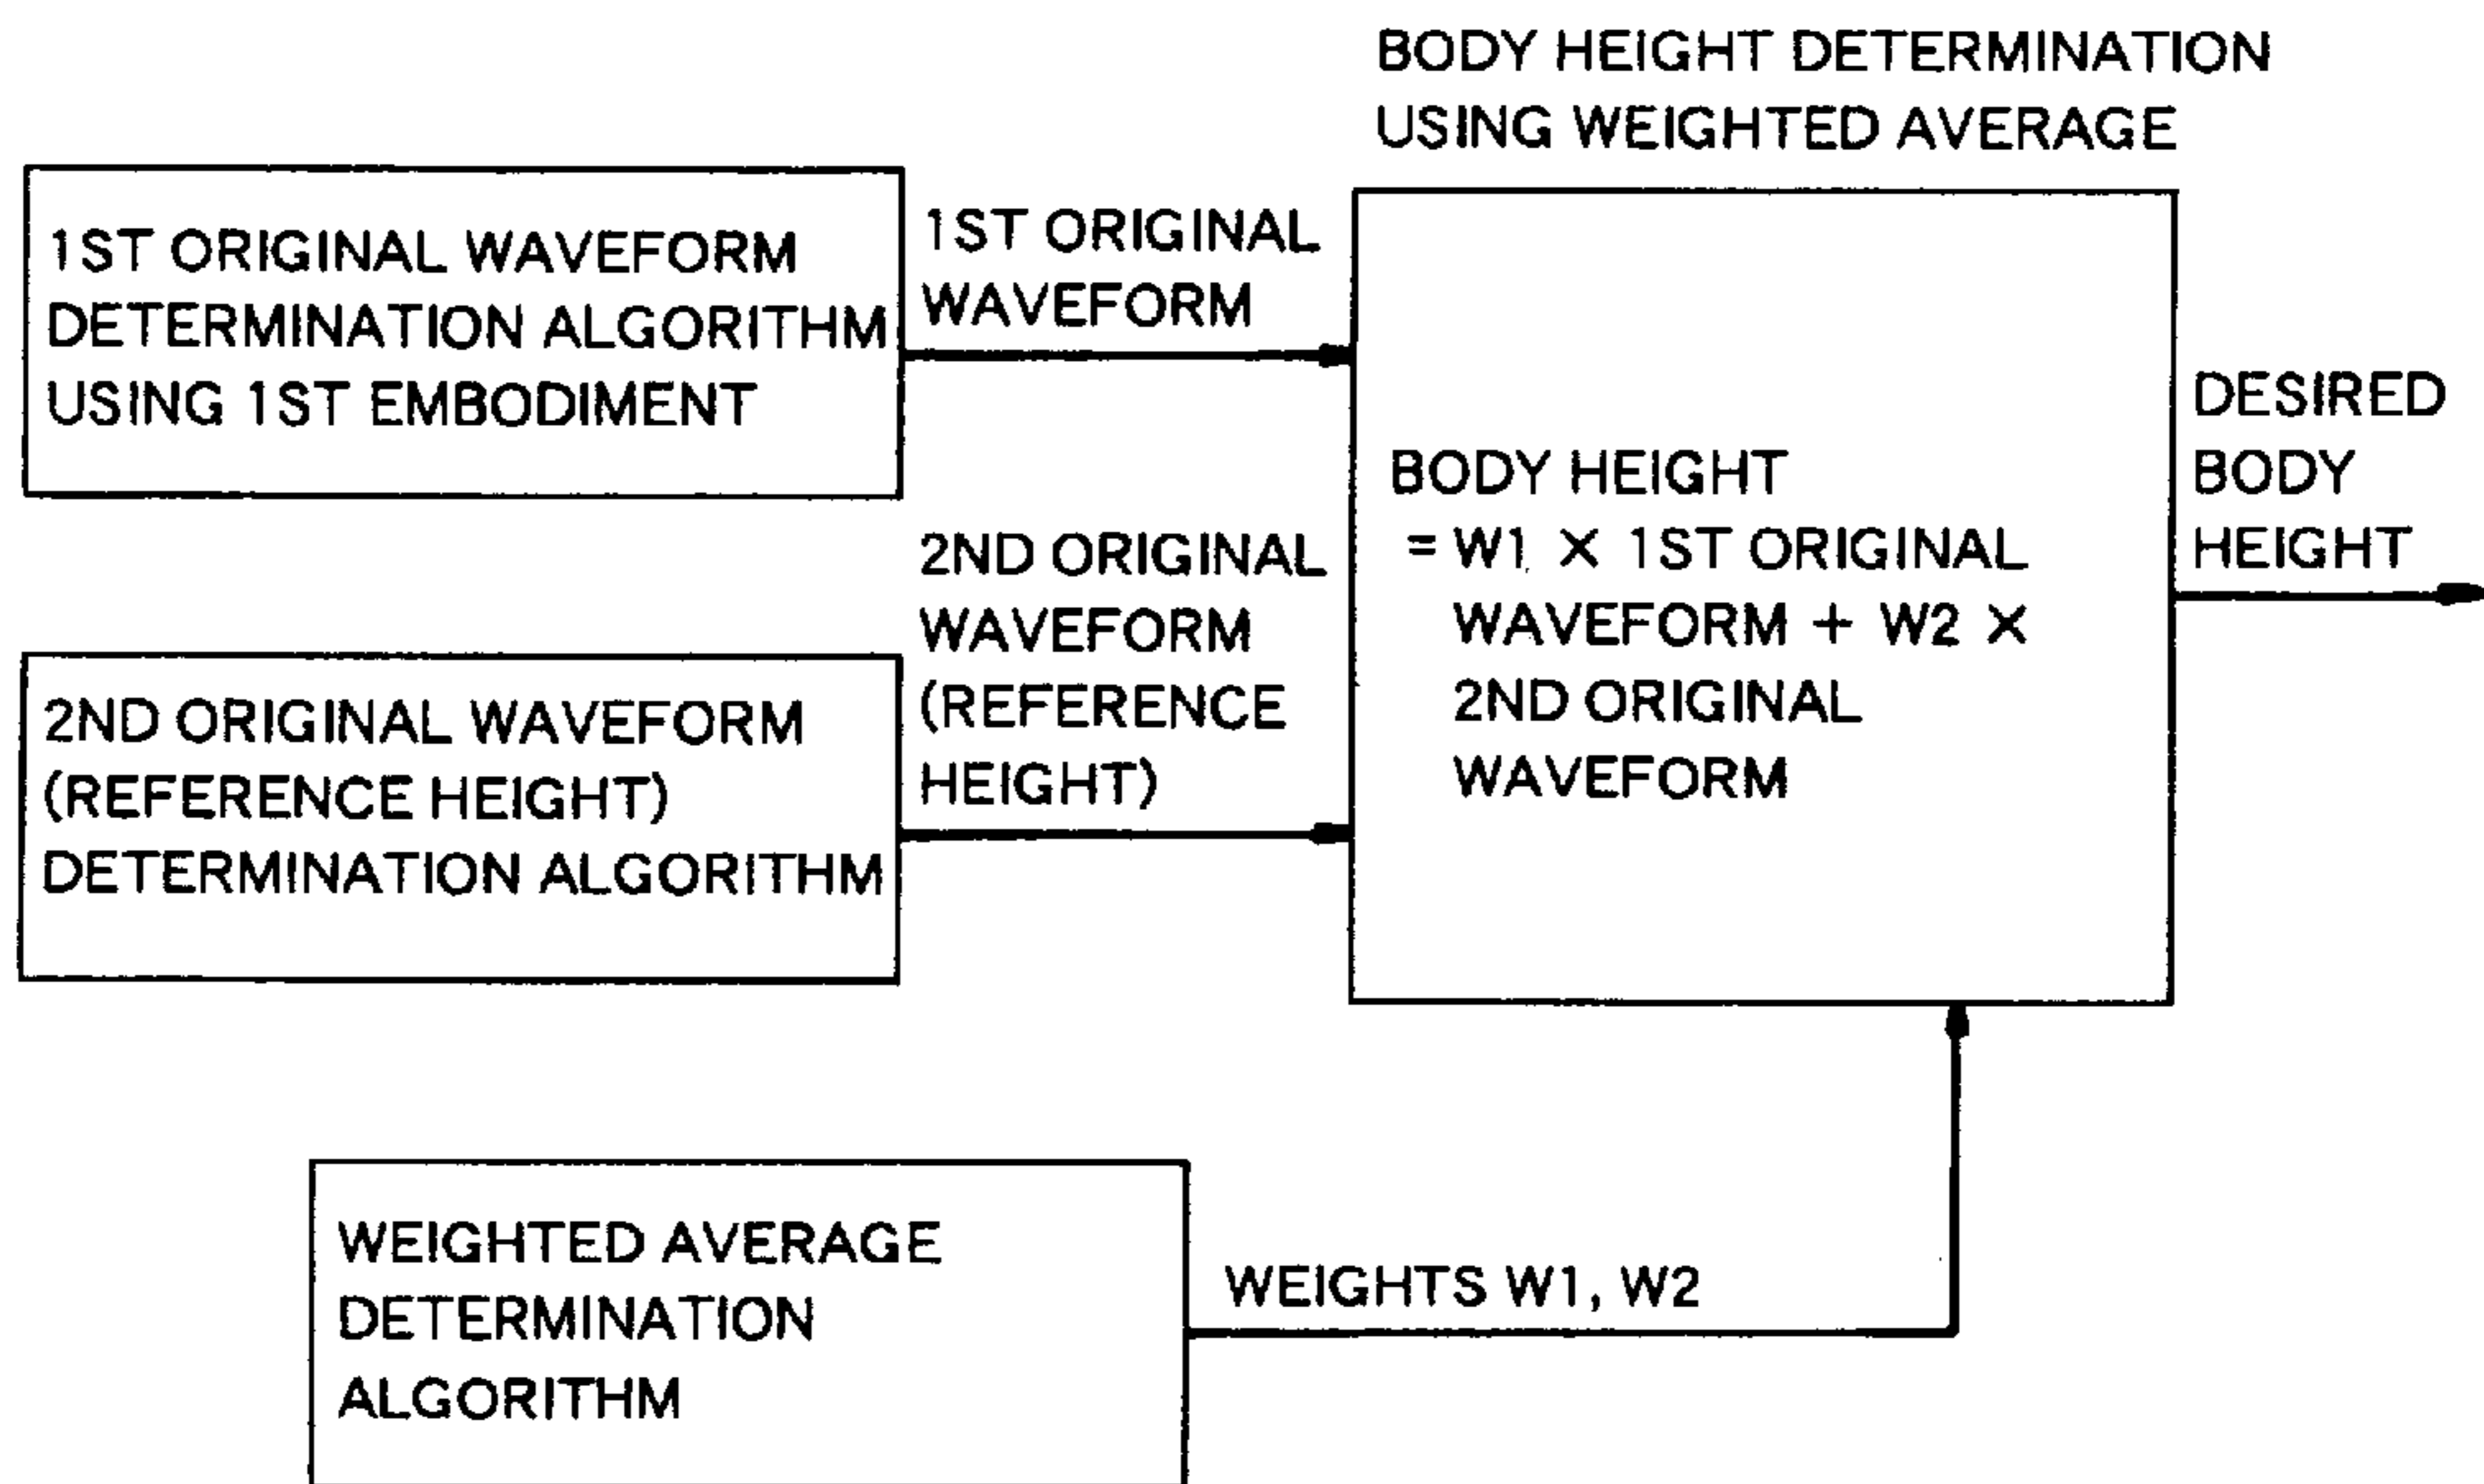 BODY HEIGHT DETERMINATION
USING WEIGHTED AVERAGE
1ST ORIGINAL WAVEFORM
DETERMINATION ALGORITHM
USING 1ST EMBODIMENT
1ST ORIGINAL
WAVEFORM
2ND ORIGINAL WAVEFORM
(REFERENCE HEIGHT)
DETERMINATION ALGORITHM
2ND ORIGINAL
WAVEFORM
(REFERENCE
HEIGHT)
BODY HEIGHT
= W1 × 1ST ORIGINAL
WAVEFORM + W2 ×
2ND ORIGINAL
WAVEFORM
DESIRED
BODY
HEIGHT
WEIGHTED AVERAGE
DETERMINATION
ALGORITHM
WEIGHTS W1, W2